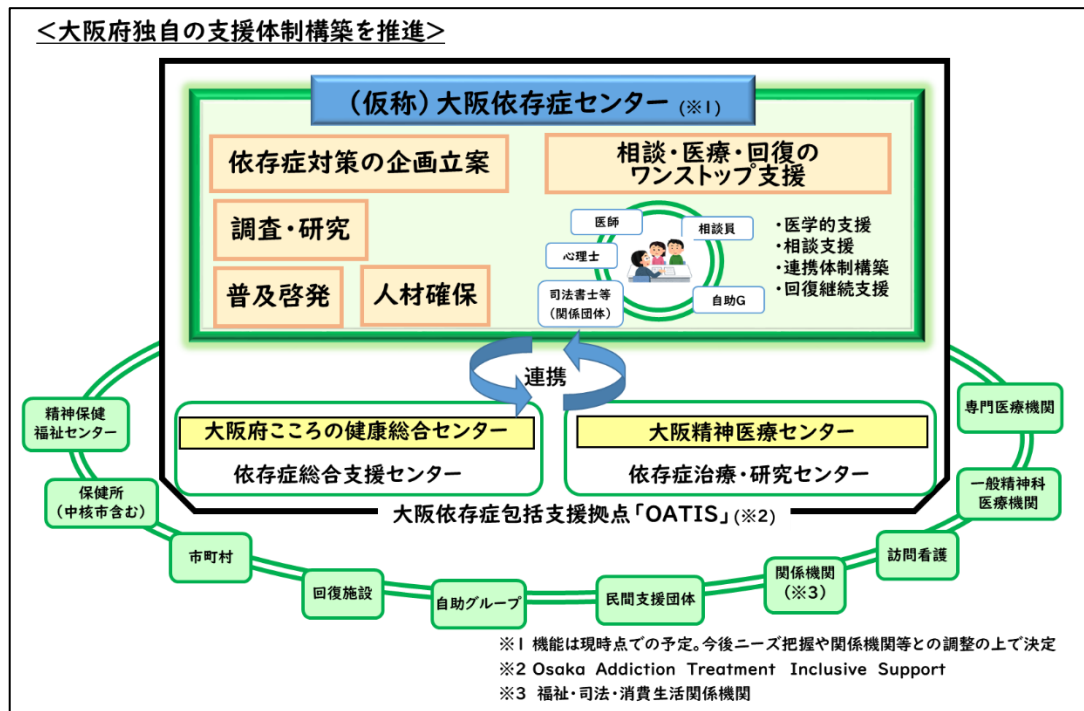 <大阪府独自の支援体制構築を推進>
(仮称)大阪依存症センター(※1)
依存症対策の企画立案
調査・研究
普及啓発
人材確保
相談・医療・回復の
ワンストップ支援
医師
相談員
心理士
司法書士等
(関係団体)
自助G
・医学的支援
・相談支援
・連携体制構築
・回復継続支援
連携
大阪府こころの健康総合センター
依存症総合支援センター
大阪精神医療センター
依存症治療・研究センター
大阪依存症包括支援拠点「OATIS」(※2)
精神保健
福祉センター
保健所
(中核市含む)
市町村
回復施設
自助グループ
民間支援団体
関係機関
(※3)
訪問看護
一般精神科
医療機関
専門医療機関
※1 機能は現時点での予定。今後ニーズ把握や関係機関等との調整の上で決定
※2 Osaka Addiction Treatment Inclusive Support
※3 福祉・司法・消費生活関係機関